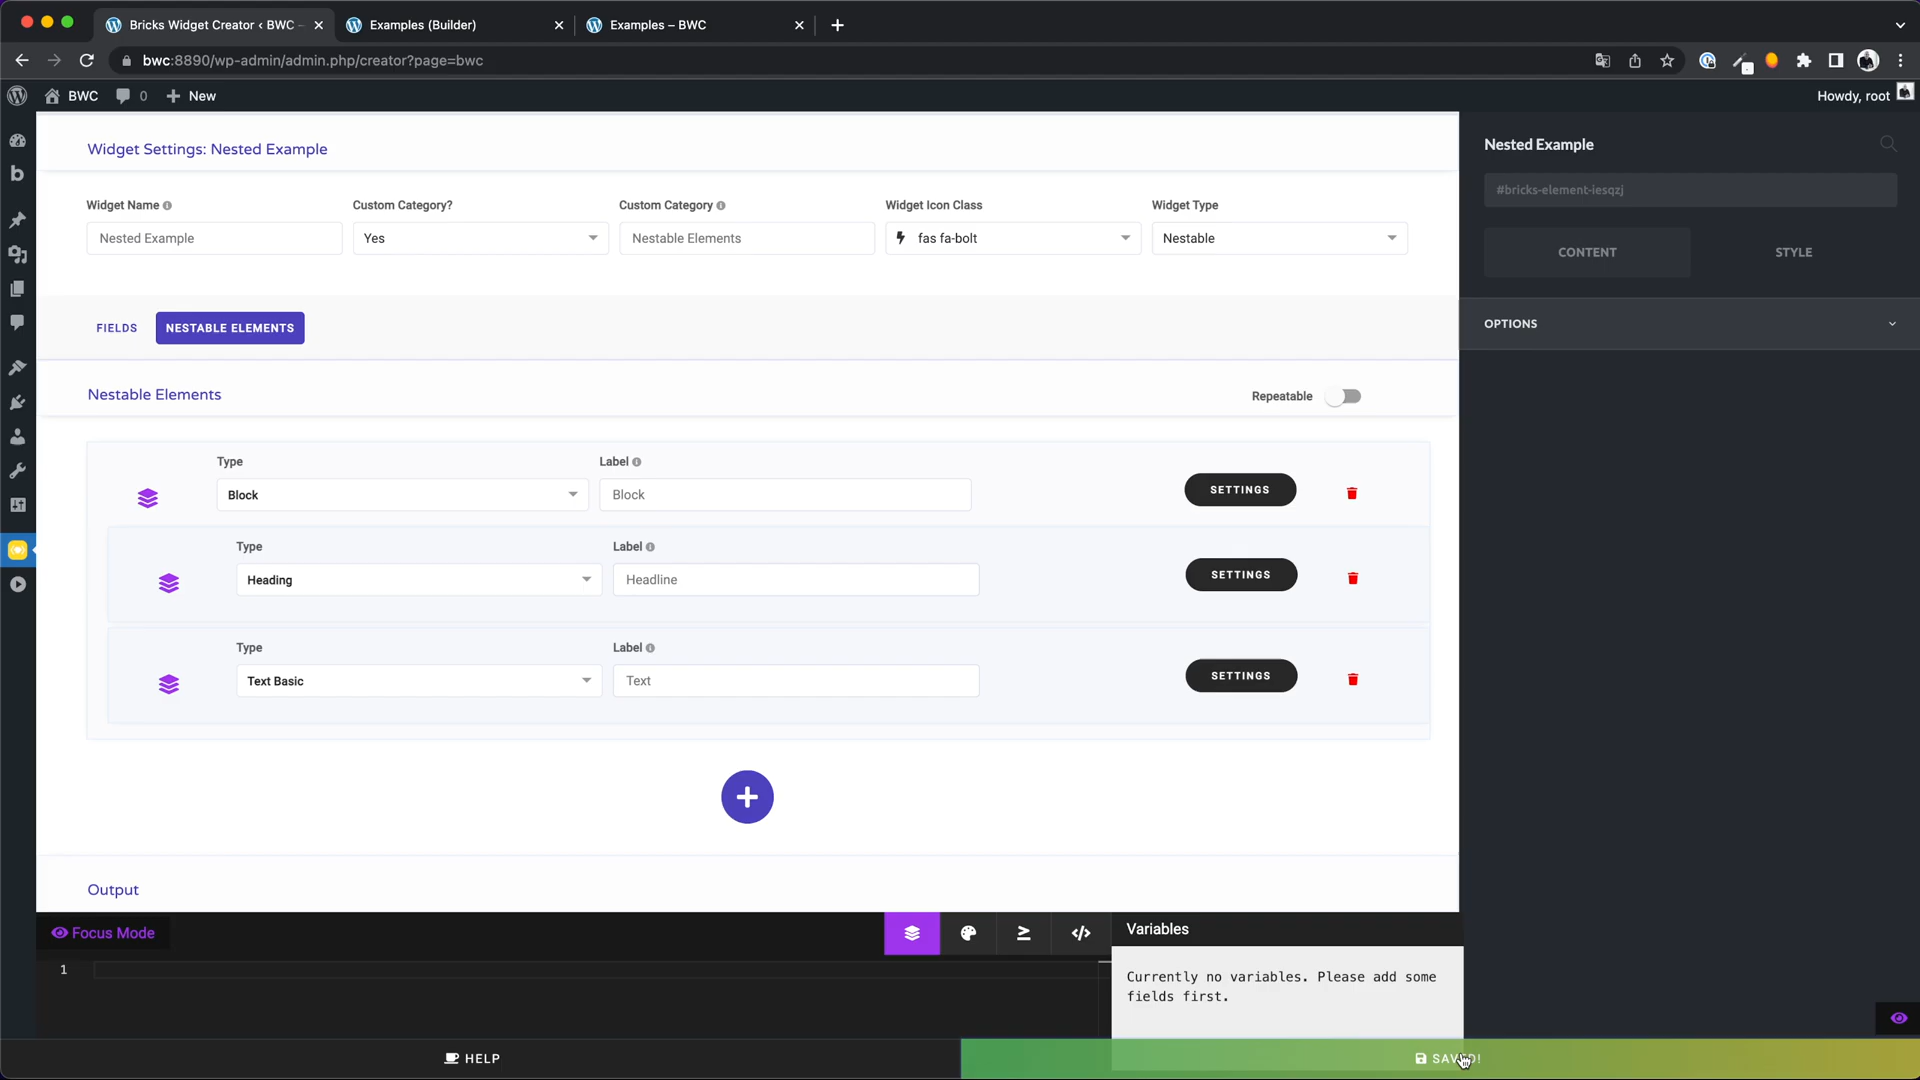 Bricks Widget Creator ‹ BWC –
Examples (Builder)
Examples – BWC
bwc:8890/wp-admin/admin.php/creator?page=bwc
BWC
0
New
Howdy, root
Widget Settings: Nested Example
Widget Name
Custom Category?
Custom Category
Widget Icon Class
Widget Type
Nested Example
Yes
Nestable Elements
fas fa-bolt
Nestable
FIELDS
NESTABLE ELEMENTS
Nestable Elements
Repeatable
Type
Label
Block
Block
SETTINGS
Type
Label
Heading
Headline
SETTINGS
Type
Label
Text Basic
Text
SETTINGS
Output
Focus Mode
1
Variables
Currently no variables. Please add some
fields first.
Nested Example
#bricks-element-iesqzj
CONTENT
STYLE
OPTIONS
HELP